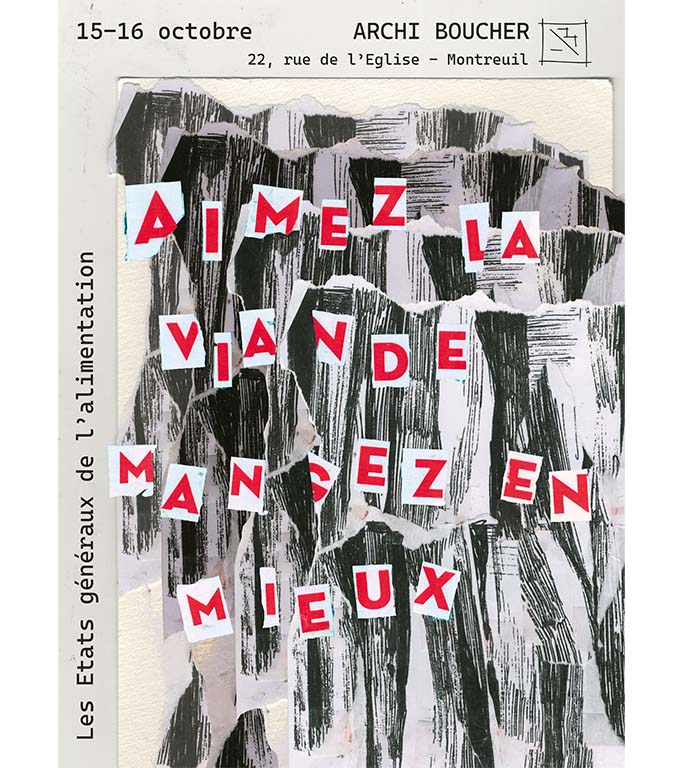 15–16 octobre
ARCHI BOUCHER
22, rue de l'Eglise – Montreuil
Les Etats généraux de l'alimentation
AIMEZ LA
VIANDE
MANGEZ EN
MIEUX